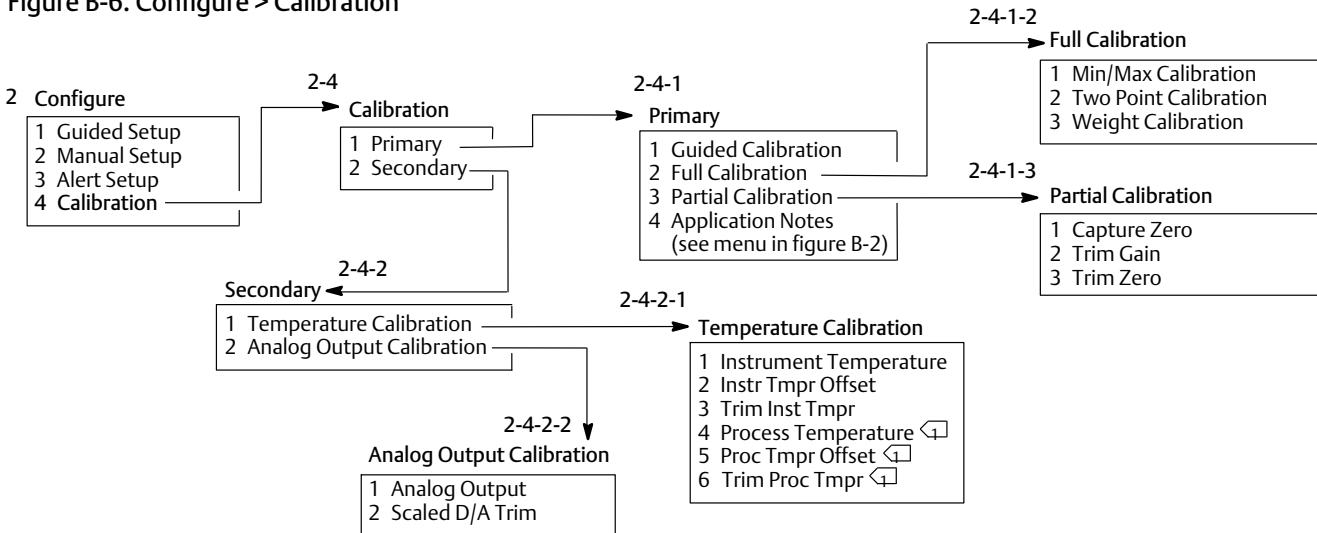 Figure B-6. Configure > Calibration
2 Configure
1 Guided Setup
2 Manual Setup
3 Alert Setup
4 Calibration
2-4
Calibration
1 Primary
2 Secondary
2-4-1
Primary
1 Guided Calibration
2 Full Calibration
3 Partial Calibration
4 Application Notes
(see menu in figure B-2)
2-4-1-2
Full Calibration
1 Min/Max Calibration
2 Two Point Calibration
3 Weight Calibration
2-4-1-3
Partial Calibration
1 Capture Zero
2 Trim Gain
3 Trim Zero
2-4-2
Secondary
1 Temperature Calibration
2 Analog Output Calibration
2-4-2-1
Temperature Calibration
1 Instrument Temperature
2 Instr Tmpr Offset
3 Trim Inst Tmpr
4 Process Temperature 1
5 Proc Tmpr Offset 1
6 Trim Proc Tmpr 1
2-4-2-2
Analog Output Calibration
1 Analog Output
2 Scaled D/A Trim